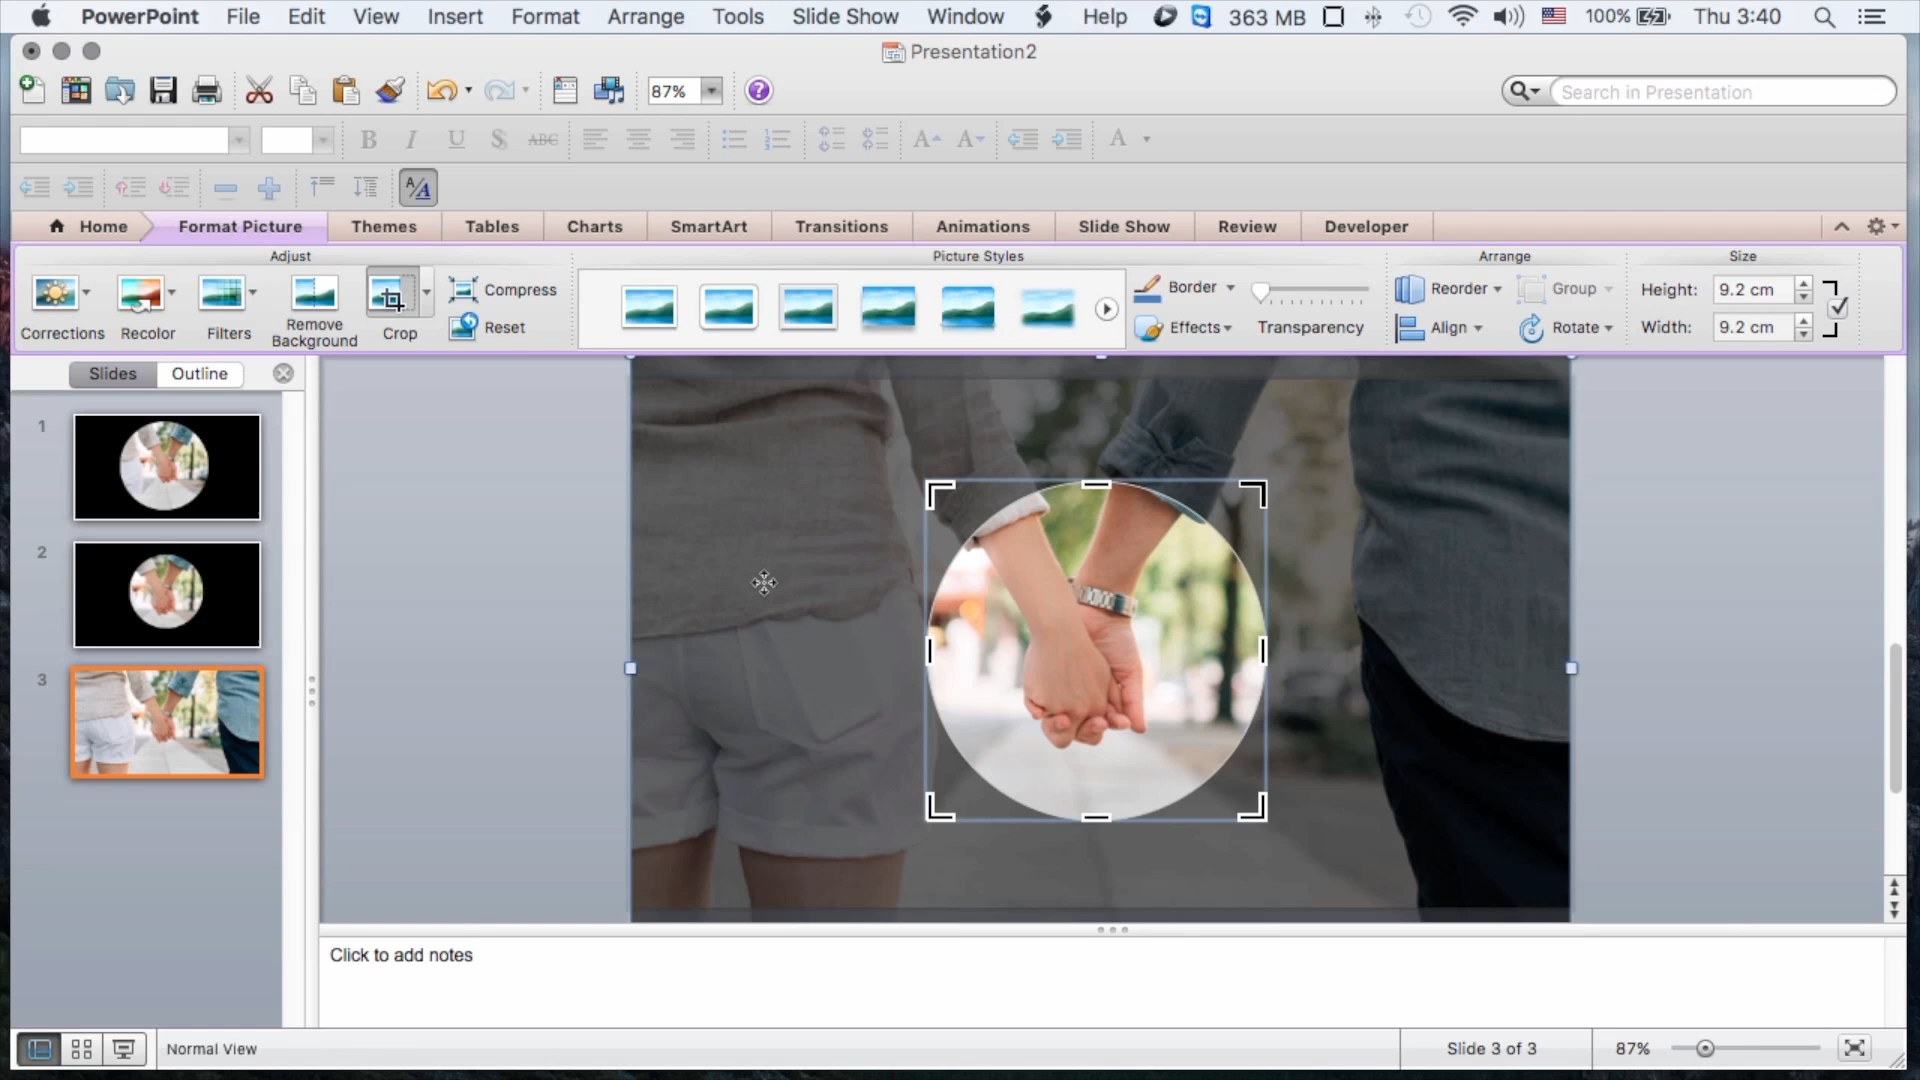 PowerPoint File Edit View Insert Format Arrange Tools Slide Show Window Help 363 MB 100% Thu 3:40
Presentation2
87% Search in Presentation
B I U S ABC A A A
A/A
Home Format Picture Themes Tables Charts SmartArt Transitions Animations Slide Show Review Developer
Adjust Picture Styles Arrange Size
Compress Border Reorder Group Height: 9.2 cm
Corrections Recolor Filters Remove Background Crop Reset Effects Transparency Align Rotate Width: 9.2 cm
Slides Outline
1
2
3
Click to add notes
Normal View Slide 3 of 3 87%